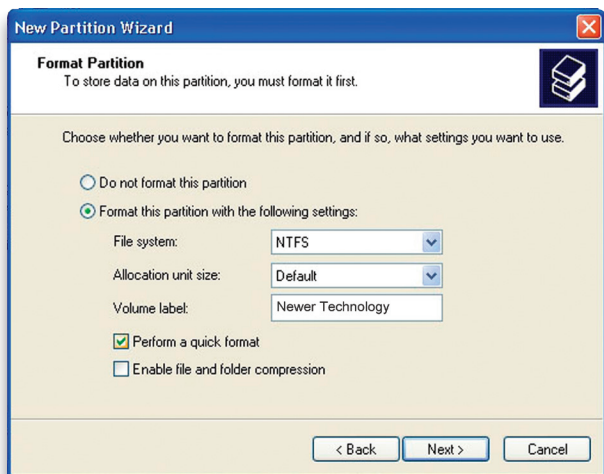 New Partition Wizard
Format Partition
To store data on this partition, you must format it first.
Choose whether you want to format this partition, and if so, what settings you want to use.
Do not format this partition
Format this partition with the following settings:
File system: NTFS
Allocation unit size: Default
Volume label: Newer Technology
Perform a quick format
Enable file and folder compression
< Back Next > Cancel